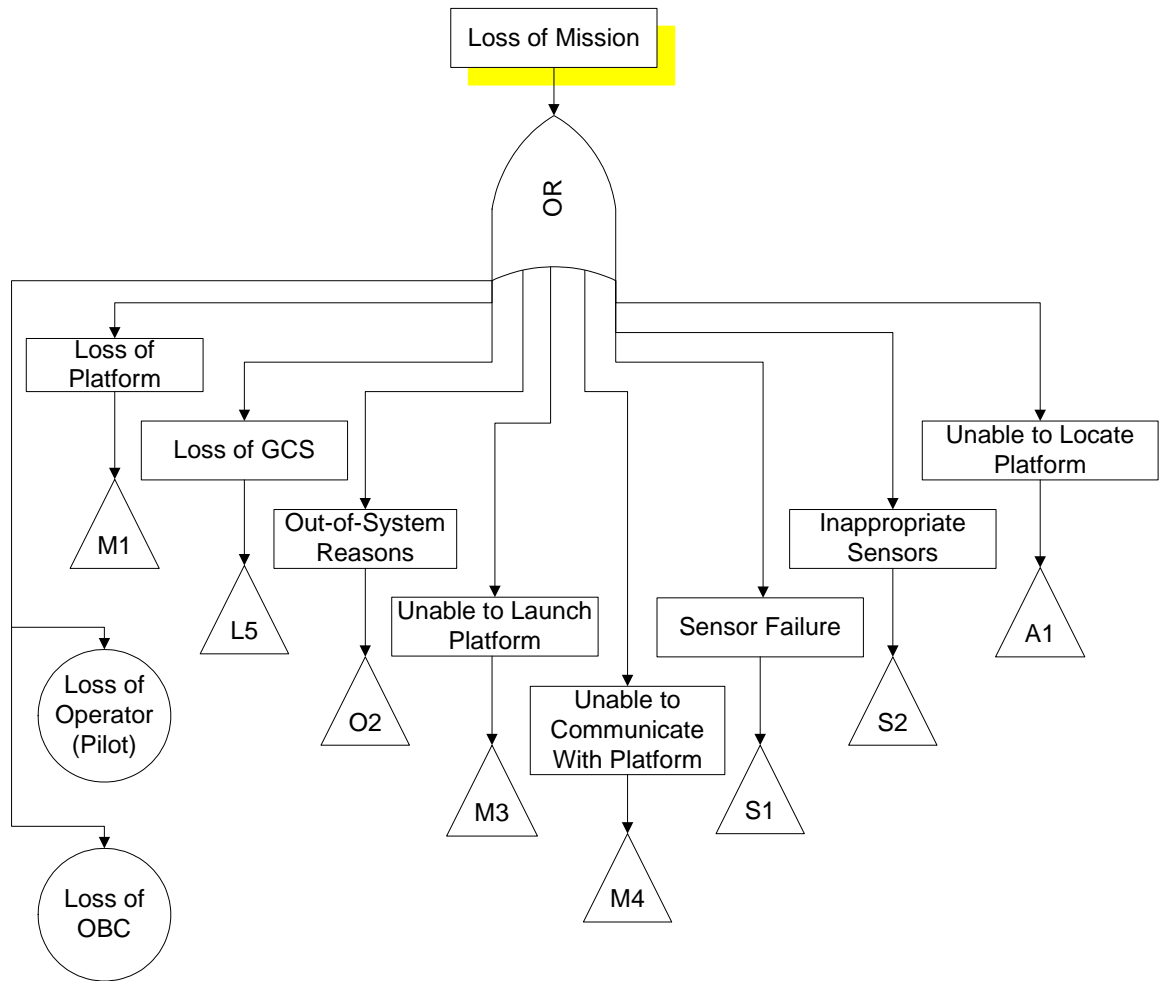 Loss of Mission
OR
Loss of
Platform
M1
Loss of GCS
L5
Out-of-System
Reasons
O2
Unable to Launch
Platform
M3
Unable to
Communicate
With Platform
M4
Sensor Failure
S1
Inappropriate
Sensors
S2
Unable to Locate
Platform
A1
Loss of
Operator
(Pilot)
Loss of
OBC